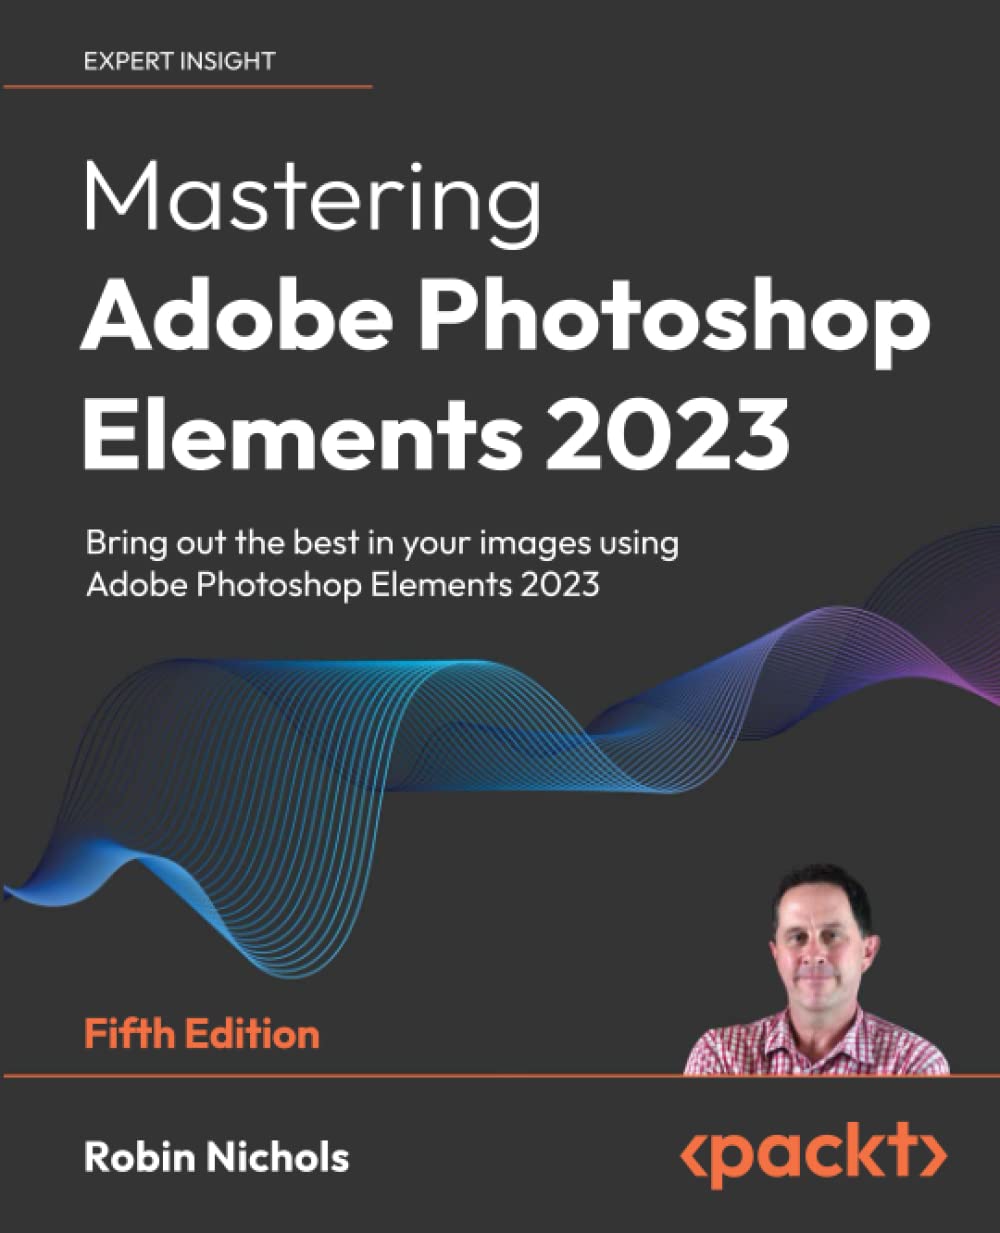 EXPERT INSIGHT
Mastering
Adobe Photoshop
Elements 2023
Bring out the best in your images using
Adobe Photoshop Elements 2023
Fifth Edition
Robin Nichols
<packt>